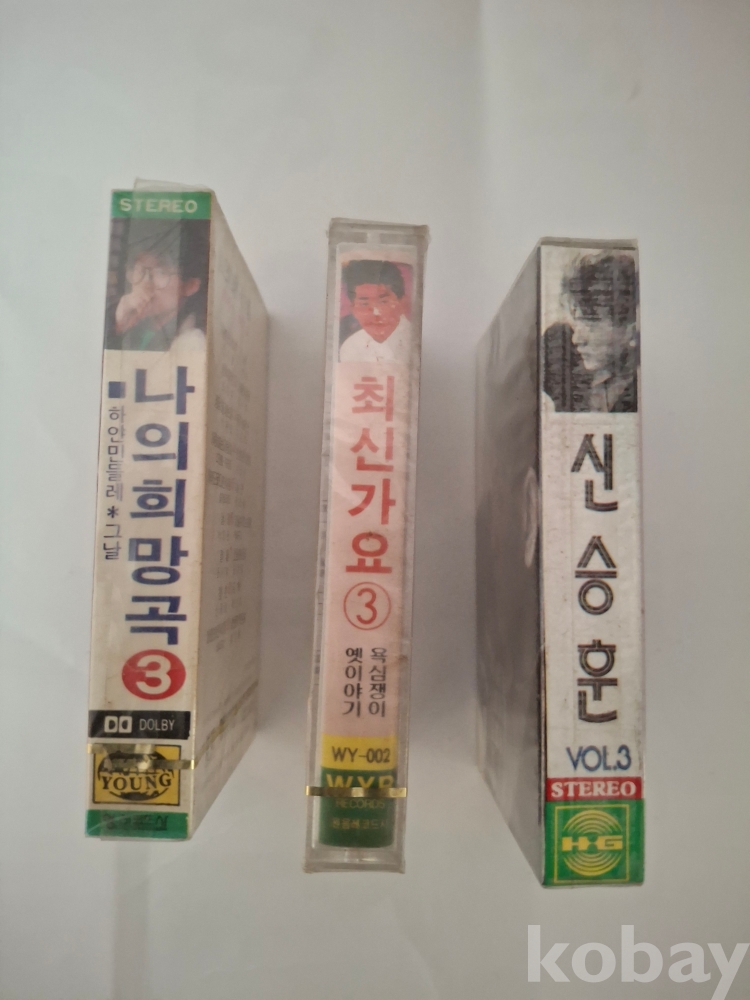 STEREO
나의희망곡
3
■하얀민들레*그날
DOLBY
YOUNG
최신가요
3
욕심쟁이
옛이야기
WY-002
RECORDS
신승훈
VOL.3
STEREO
HG
kobay